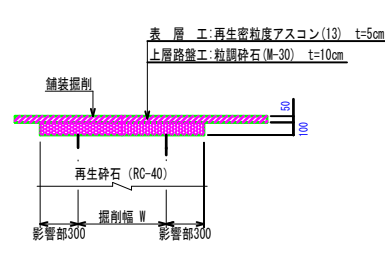 表 層 工:再生密粒度アスコン(13) t=5cm
上層路盤工:粒調砕石(M-30) t=10cm
舗装掘削
50
100
再生砕石 (RC-40)
掘削幅 W
影響部300
影響部300